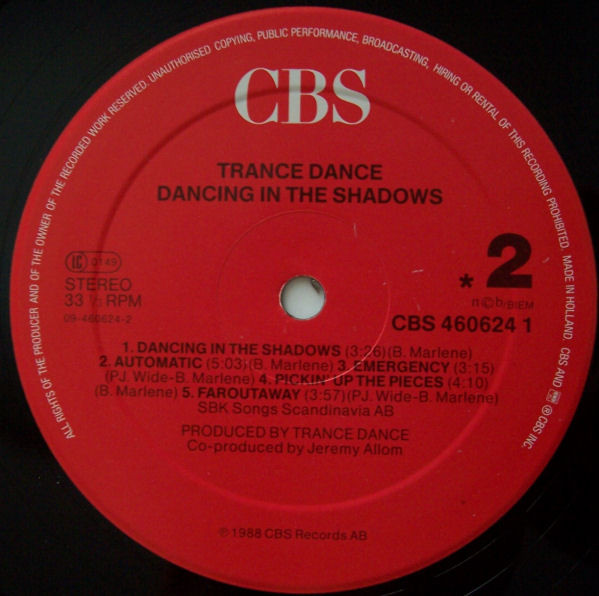 ALL RIGHTS OF THE PRODUCER AND OF THE OWNER OF THE RECORDED WORK RESERVED. UNAUTHORISED COPYING, PUBLIC PERFORMANCE, BROADCASTING, HIRING OR RENTAL OF THIS RECORDING PROHIBITED. MADE IN HOLLAND. CBS AND ® CBS INC.
CBS
TRANCE DANCE
DANCING IN THE SHADOWS
IC 0149
STEREO
33 1/3 RPM
09-460624-2
* 2
n©b/BIEM
CBS 460624 1
1. DANCING IN THE SHADOWS (3:26)(B. Marlene)
2. AUTOMATIC (5:03)(B. Marlene) 3. EMERGENCY (3:15)
(PJ. Wide-B. Marlene) 4. PICKIN' UP THE PIECES (4:10)
(B. Marlene) 5. FAROUTAWAY (3:57)(PJ. Wide-B. Marlene)
SBK Songs Scandinavia AB
PRODUCED BY TRANCE DANCE
Co-produced by Jeremy Allom
℗ 1988 CBS Records AB